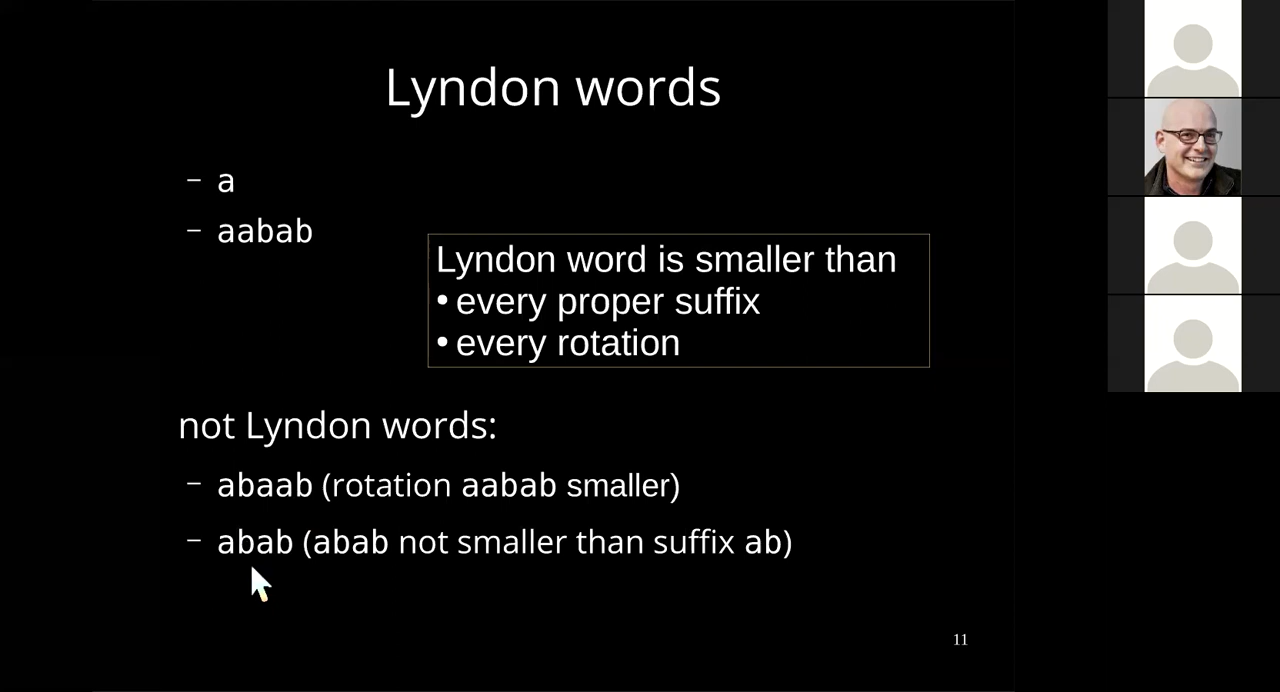 Lyndon words
– a
– aabab
Lyndon word is smaller than
• every proper suffix
• every rotation
not Lyndon words:
– abaab (rotation aabab smaller)
– abab (abab not smaller than suffix ab)
11